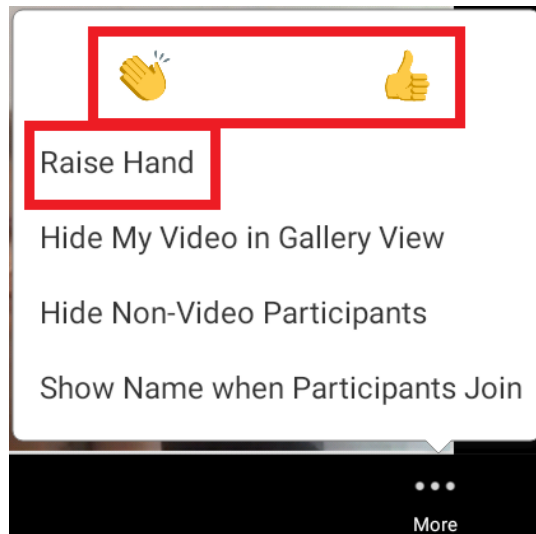 Raise Hand
Hide My Video in Gallery View
Hide Non-Video Participants
Show Name when Participants Join
More